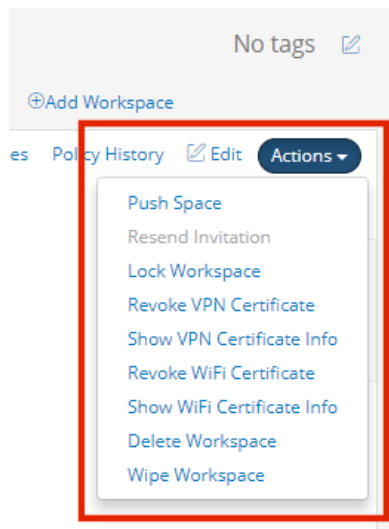 No tags
Add Workspace
es Policy History Edit Actions
Push Space
Resend Invitation
Lock Workspace
Revoke VPN Certificate
Show VPN Certificate Info
Revoke WiFi Certificate
Show WiFi Certificate Info
Delete Workspace
Wipe Workspace